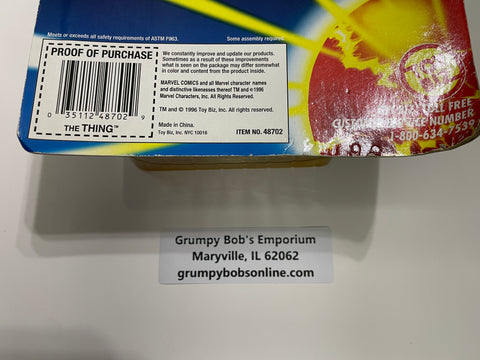 Meets or exceeds all safety requirements of ASTM F963.
Some assembly required.
PROOF OF PURCHASE
0 35112 48702 9
THE THING™
We constantly improve and update our products.
Sometimes as a result of these improvements
what is seen on the package may differ somewhat
in color and content from the product inside.
MARVEL COMICS and all Marvel character names
and distinctive likenesses thereof TM and © 1996
Marvel Characters, Inc. All rights reserved.
TM and © 1996 Toy Biz, Inc. All rights reserved.
Made in China.
Toy Biz, Inc, NYC 10016
ITEM NO. 48702
FREE
NUMBER
1-800-634-7539
Grumpy Bob's Emporium
Maryville, IL 62062
grumpybobsonline.com